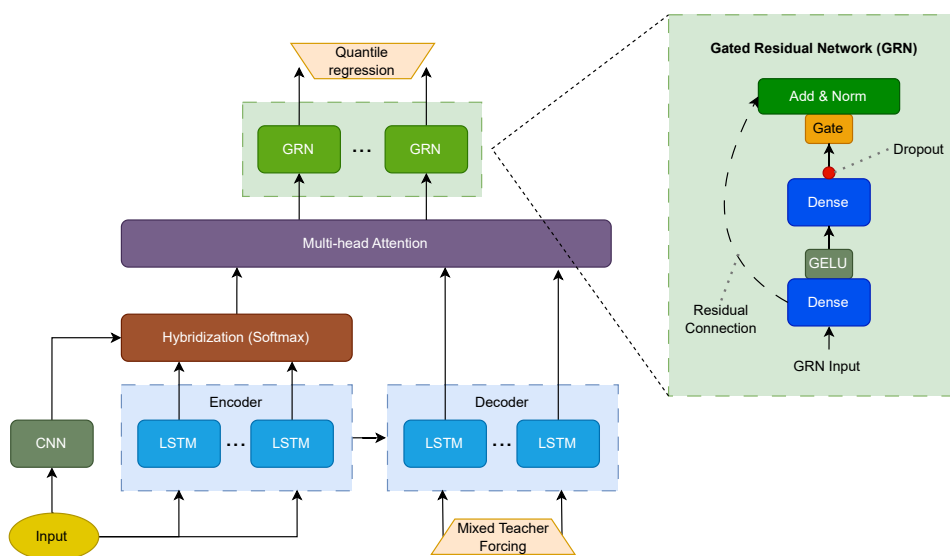 Quantile
regression
GRN
...
GRN
Multi-head Attention
Hybridization (Softmax)
Encoder
LSTM
...
LSTM
Decoder
LSTM
...
LSTM
CNN
Input
Mixed Teacher
Forcing
Gated Residual Network (GRN)
Add & Norm
Gate
Dropout
Dense
GELU
Dense
Residual
Connection
GRN Input